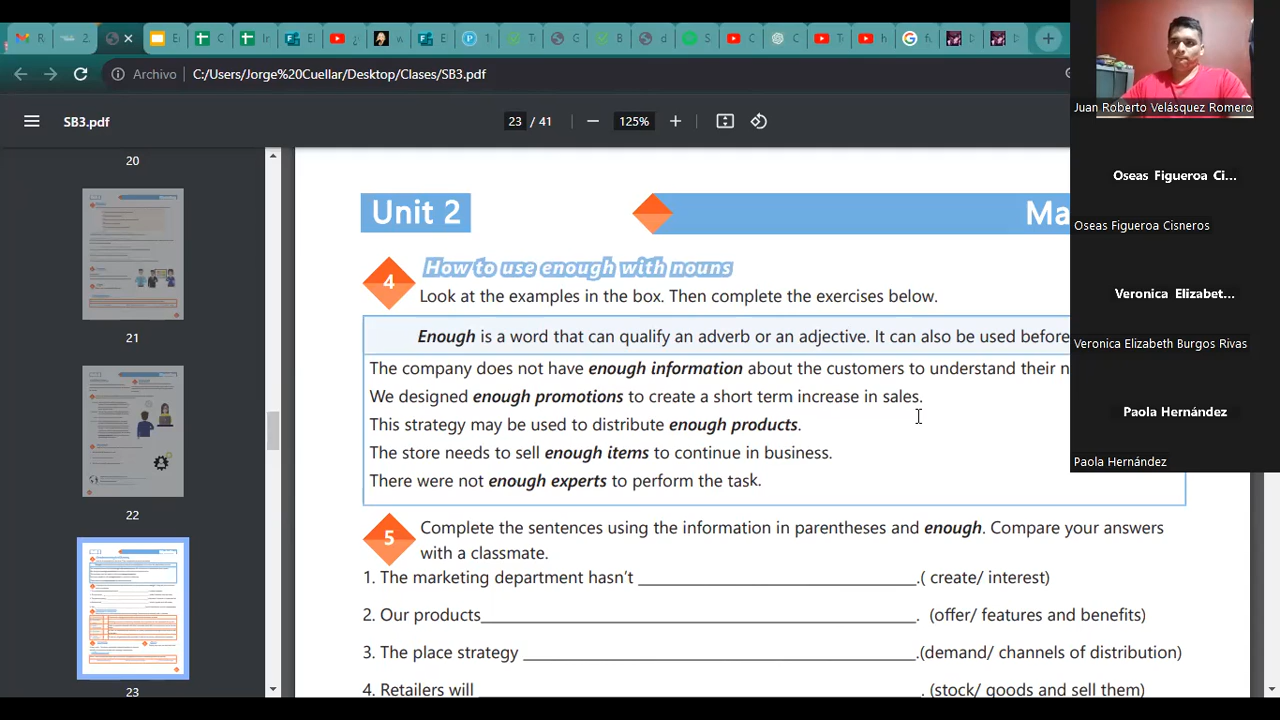 Archivo C:/Users/Jorge%20Cuellar/Desktop/Clases/SB3.pdf
SB3.pdf
23 / 41
125%
20
21
22
23
Unit 2
Ma
4
How to use enough with nouns
Look at the examples in the box. Then complete the exercises below.
Enough is a word that can qualify an adverb or an adjective. It can also be used before
The company does not have enough information about the customers to understand their n
We designed enough promotions to create a short term increase in sales.
This strategy may be used to distribute enough products.
The store needs to sell enough items to continue in business.
There were not enough experts to perform the task.
5
Complete the sentences using the information in parentheses and enough. Compare your answers
with a classmate.
1. The marketing department hasn't ______________________________.( create/ interest)
2. Our products______________________________________________. (offer/ features and benefits)
3. The place strategy __________________________________________.(demand/ channels of distribution)
4. Retailers will _______________________________________________. (stock/ goods and sell them)
Juan Roberto Velásquez Romero
Oseas Figueroa Ci...
Oseas Figueroa Cisneros
Veronica Elizabet...
Veronica Elizabeth Burgos Rivas
Paola Hernández
Paola Hernández